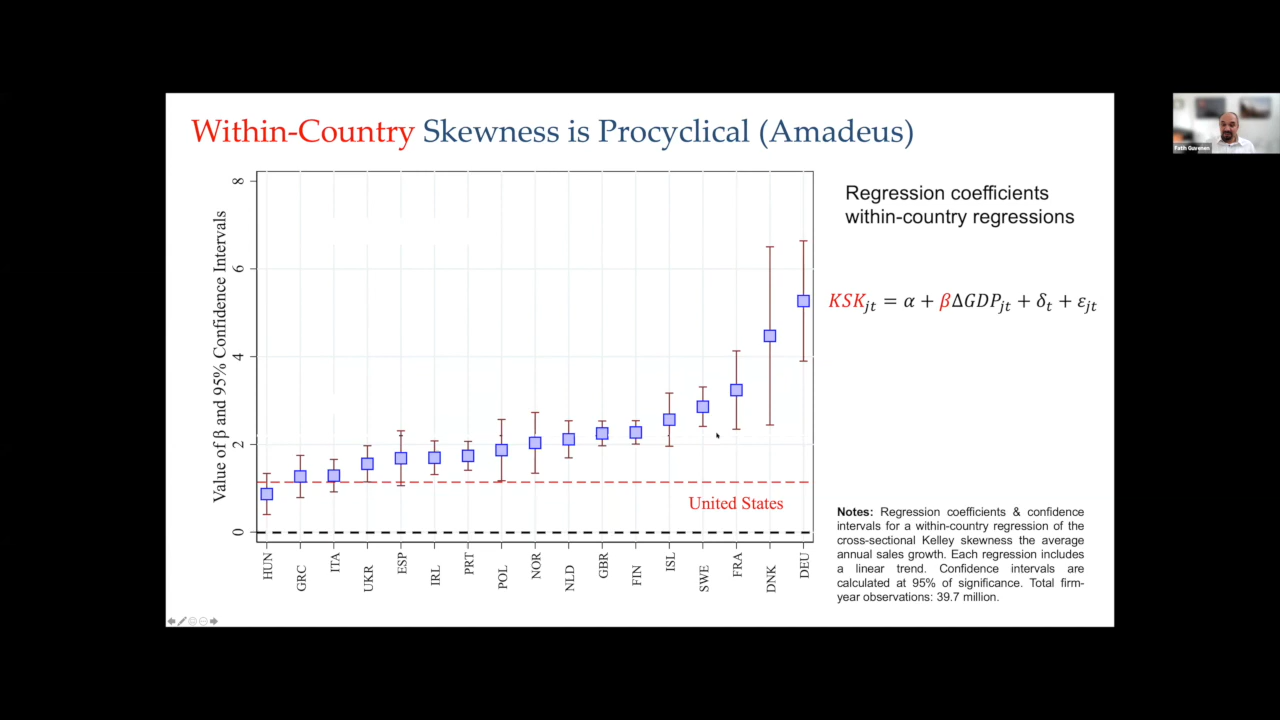 Within-Country Skewness is Procyclical (Amadeus)
Value of β and 95% Confidence Intervals
8
6
4
2
0
United States
HUN
GRC
ITA
UKR
ESP
IRL
PRT
POL
NOR
NLD
GBR
FIN
ISL
SWE
FRA
DNK
DEU
Regression coefficients
within-country regressions
KSK_jt = α + βΔGDP_jt + δ_t + ε_jt
Notes: Regression coefficients & confidence
intervals for a within-country regression of the
cross-sectional Kelley skewness the average
annual sales growth. Each regression includes
a linear trend. Confidence intervals are
calculated at 95% of significance. Total firm-
year observations: 39.7 million.
Fatih Guvenen